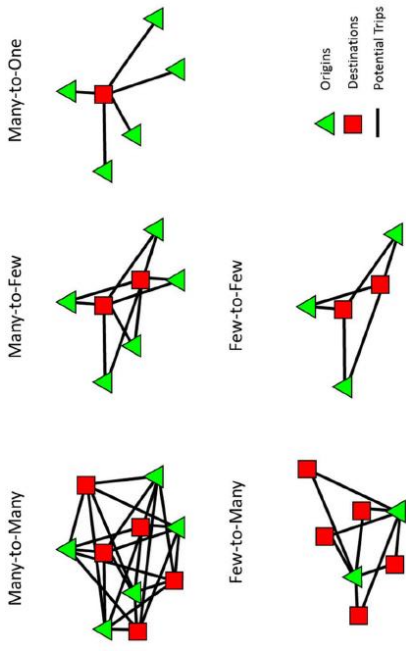 Many-to-Many
Many-to-Few
Many-to-One
Few-to-Many
Few-to-Few
Origins
Destinations
Potential Trips